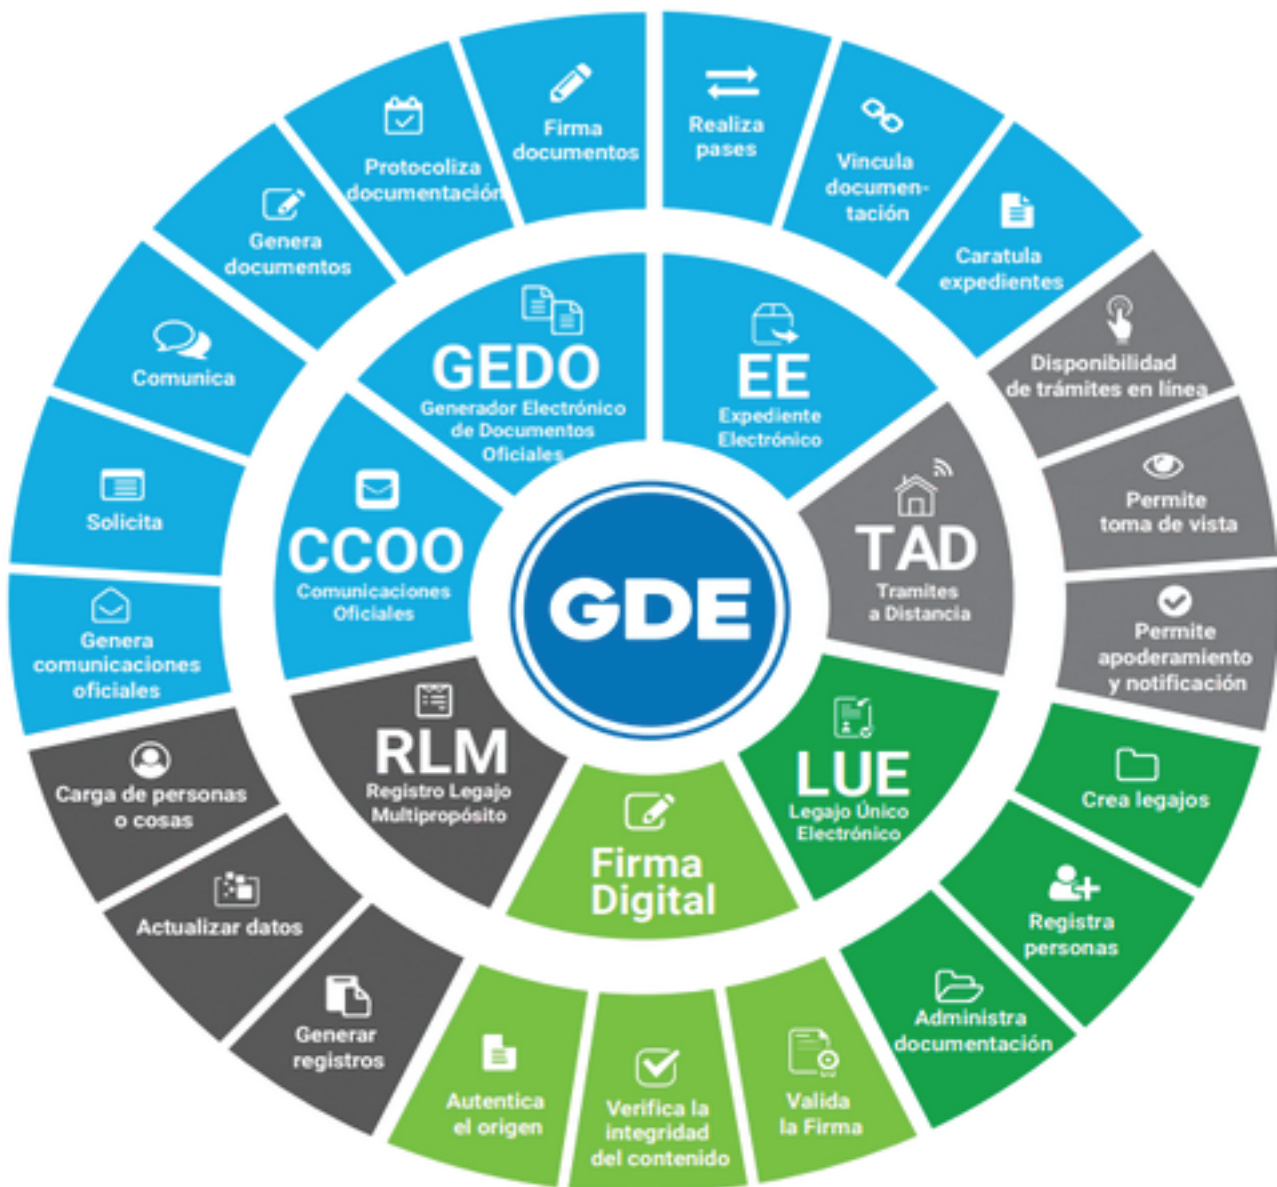 Firma
documentos
Realiza
pases
Vincula
documen-
tación
Caratula
expedientes
Protocoliza
documentación
Genera
documentos
Comunica
Solicita
Genera
comunicaciones
oficiales
Disponibilidad
de trámites en línea
Permite
toma de vista
Permite
apoderamiento
y notificación
GEDO
Generador Electrónico
de Documentos
Oficiales
EE
Expediente
Electrónico
CCOO
Comunicaciones
Oficiales
TAD
Tramites
a Distancia
GDE
RLM
Registro Legajo
Multipropósito
LUE
Legajo Único
Electrónico
Firma
Digital
Carga de personas
o cosas
Actualizar datos
Generar
registros
Autentica
el origen
Verifica la
integridad
del contenido
Valida
la Firma
Administra
documentación
Registra
personas
Crea legajos